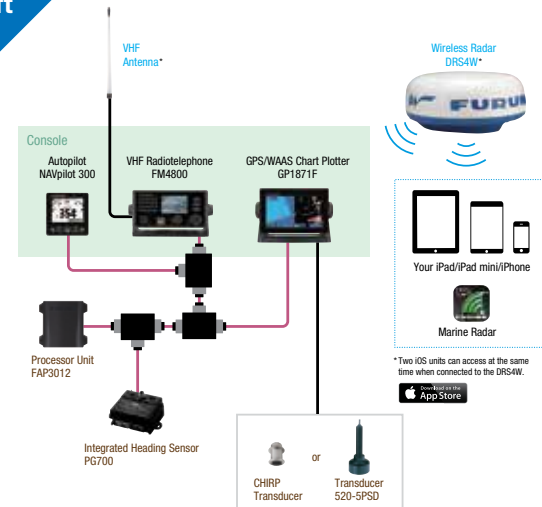 rt
VHF
Antenna*
Wireless Radar
DRS4W*
FURU
Console
Autopilot
NAVpilot 300
VHF Radiotelephone
FM4800
GPS/WAAS Chart Plotter
GP1871F
354
Your iPad/iPad mini/iPhone
Marine Radar
Processor Unit
FAP3012
* Two iOS units can access at the same
time when connected to the DRS4W.
Download on the
App Store
Integrated Heading Sensor
PG700
or
CHIRP
Transducer
Transducer
520-5PSD